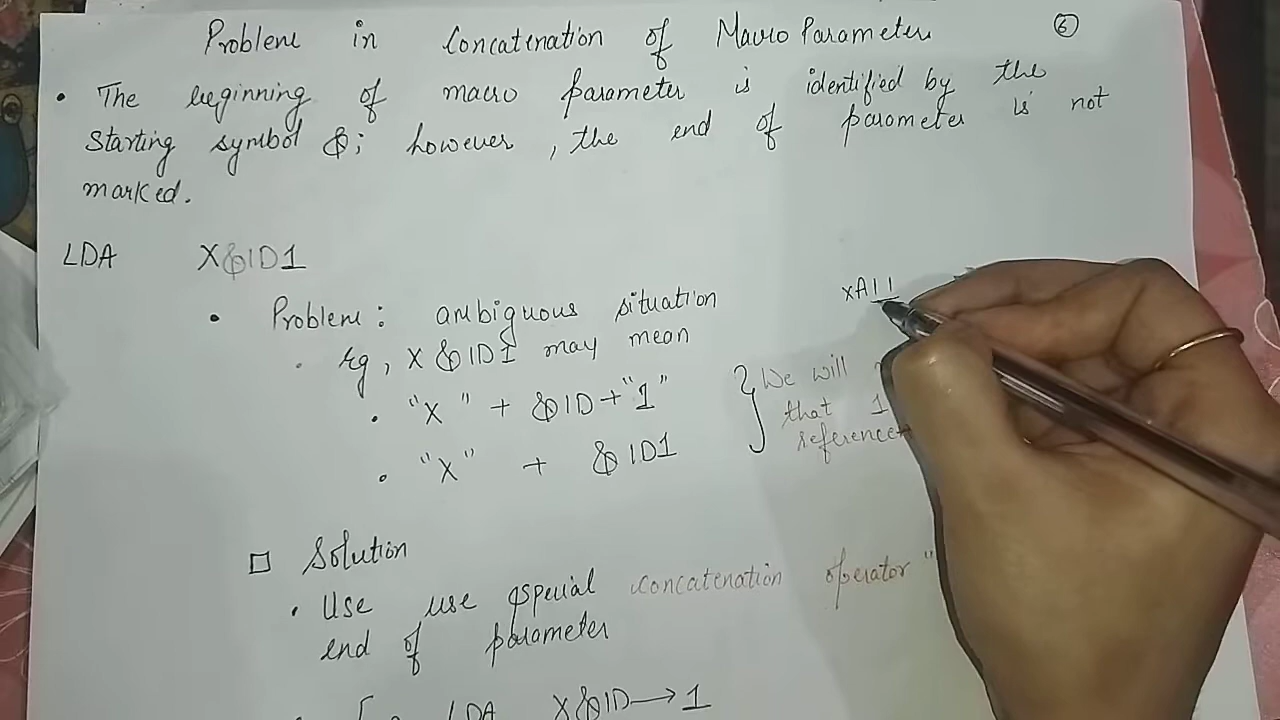 Problem in Concatenation of Macro Parameters
6
• The beginning of macro parameter is identified by the
starting symbol &; however, the end of parameter is not
marked.
LDA X&ID1
• Problem: ambiguous situation
• Eg, X&ID1 may mean
• "X" + &ID + "1"
• "X" + &ID1
} We will
that 1
reference
XA11
□ Solution
• Use use special concatenation operator "
end of parameter
LDA X&ID→1